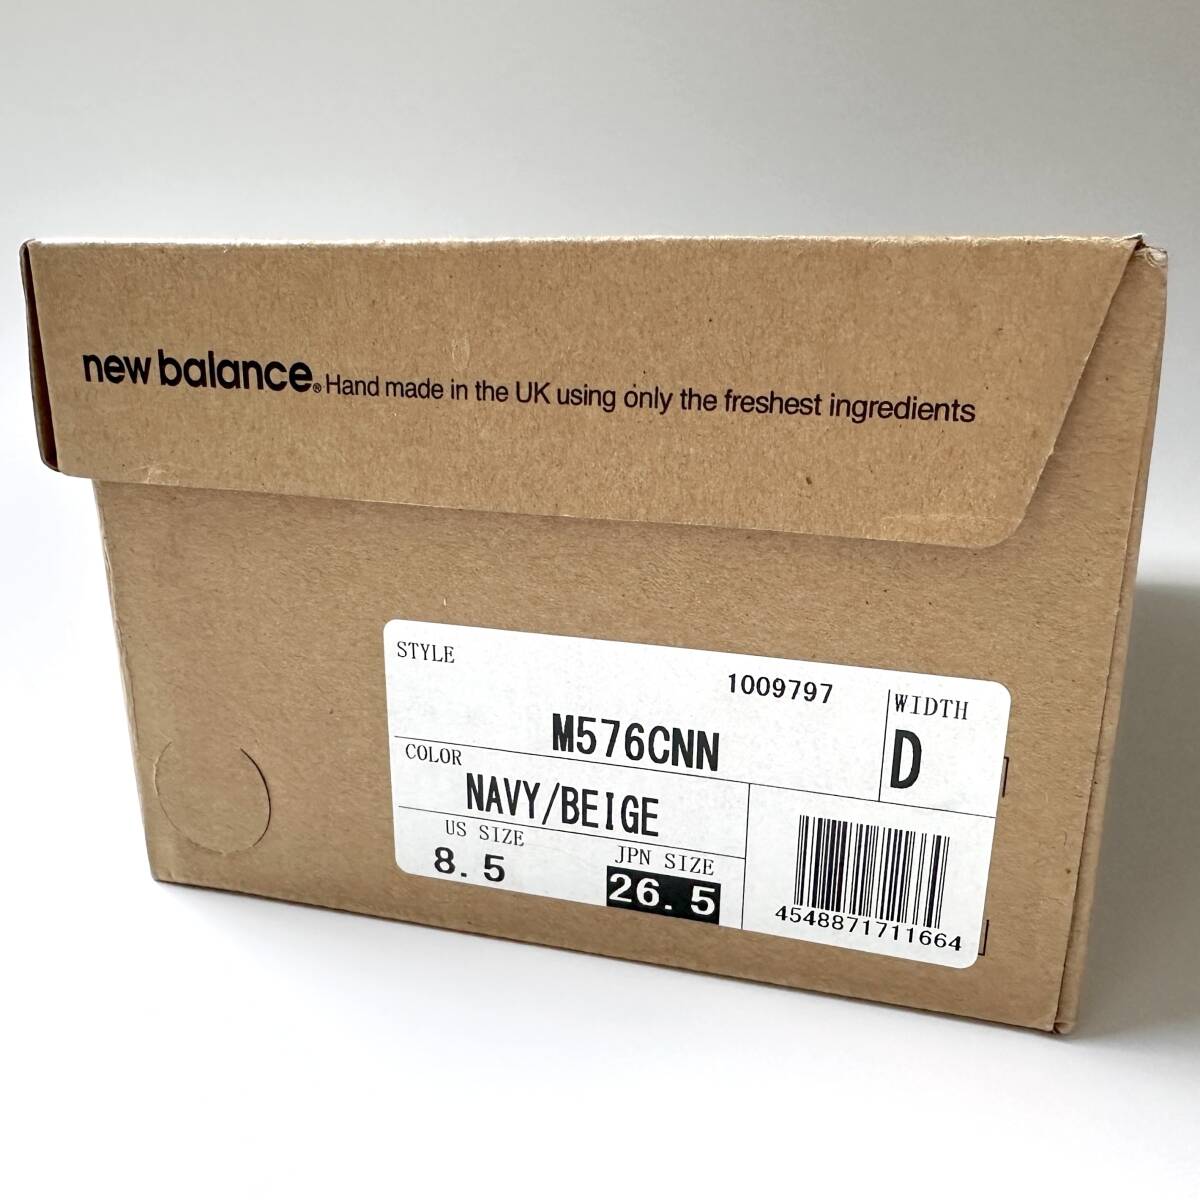 new balance® Hand made in the UK using only the freshest ingredients
STYLE
1009797
M576CNN
WIDTH
D
COLOR
NAVY/BEIGE
US SIZE
8.5
JPN SIZE
26.5
4548871711664